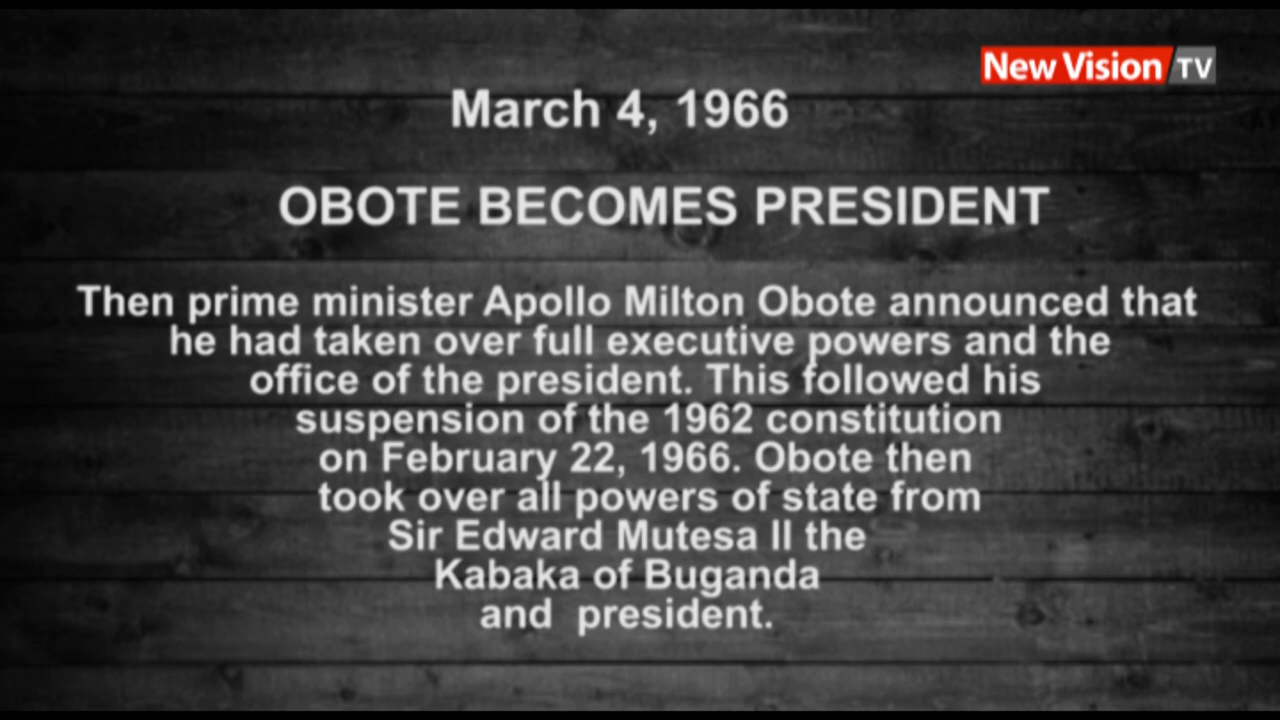 New Vision TV
March 4, 1966
OBOTE BECOMES PRESIDENT
Then prime minister Apollo Milton Obote announced that
he had taken over full executive powers and the
office of the president. This followed his
suspension of the 1962 constitution
on February 22, 1966. Obote then
took over all powers of state from
Sir Edward Mutesa II the
Kabaka of Buganda
and president.